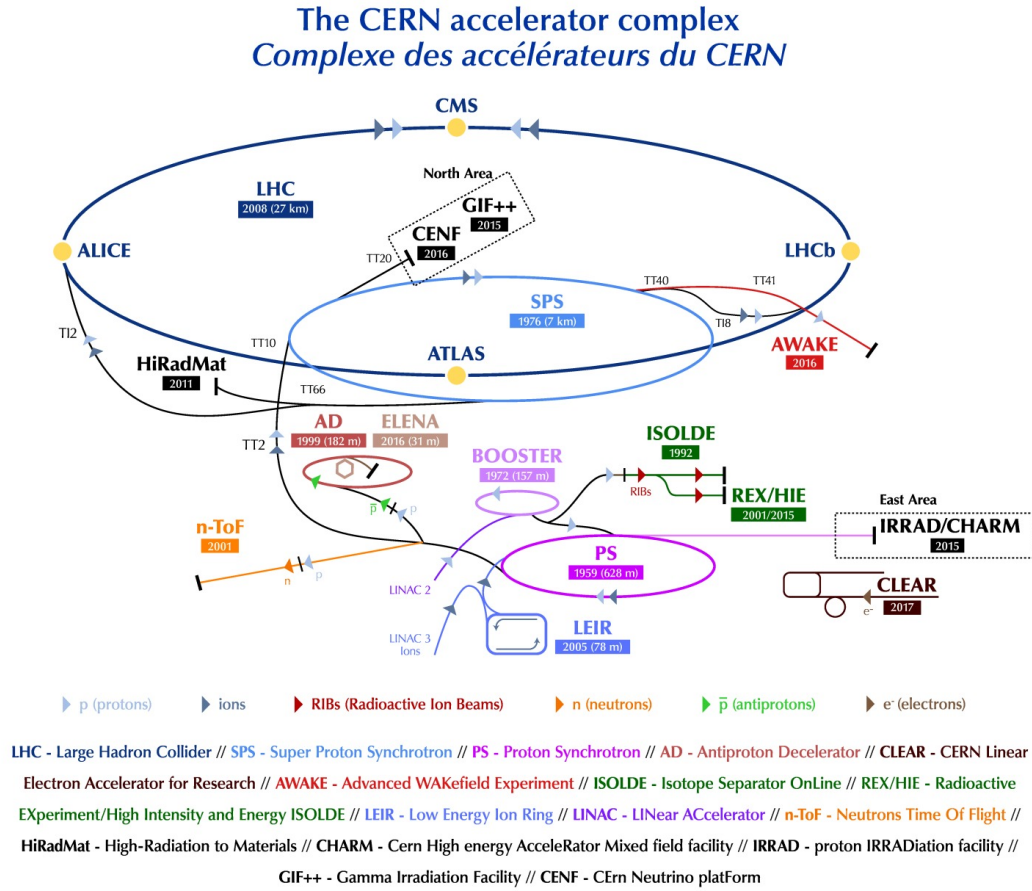 The CERN accelerator complex
Complexe des accélérateurs du CERN
CMS
North Area
LHC
2008 (27 km)
GIF++
2015
CENF
2016
TT20
ALICE
LHCb
TT40
TT41
SPS
1976 (7 km)
TI2
TI8
TT10
ATLAS
AWAKE
2016
HiRadMat
2011
TT66
AD
1999 (182 m)
ELENA
2016 (31 m)
TT2
BOOSTER
1972 (157 m)
ISOLDE
1992
RIBs
REX/HIE
2001/2015
East Area
IRRAD/CHARM
2015
p̅
p
n-ToF
2001
n
p
PS
1959 (628 m)
LINAC 2
CLEAR
2017
e-
LINAC 3
Ions
LEIR
2005 (78 m)
p (protons) ions RIBs (Radioactive Ion Beams) n (neutrons) p̅ (antiprotons) e- (electrons)
LHC - Large Hadron Collider // SPS - Super Proton Synchrotron // PS - Proton Synchrotron // AD - Antiproton Decelerator // CLEAR - CERN Linear
Electron Accelerator for Research // AWAKE - Advanced WAKefield Experiment // ISOLDE - Isotope Separator OnLine // REX/HIE - Radioactive
EXperiment/High Intensity and Energy ISOLDE // LEIR - Low Energy Ion Ring // LINAC - LINear ACcelerator // n-ToF - Neutrons Time Of Flight //
HiRadMat - High-Radiation to Materials // CHARM - Cern High energy AcceleRator Mixed field facility // IRRAD - proton IRRADiation facility //
GIF++ - Gamma Irradiation Facility // CENF - CErn Neutrino platForm